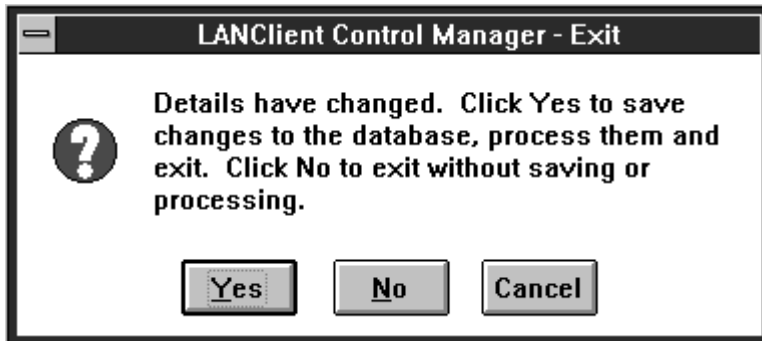 LANClient Control Manager - Exit
Details have changed.  Click Yes to save
changes to the database, process them and
exit.  Click No to exit without saving or
processing.
Yes No Cancel